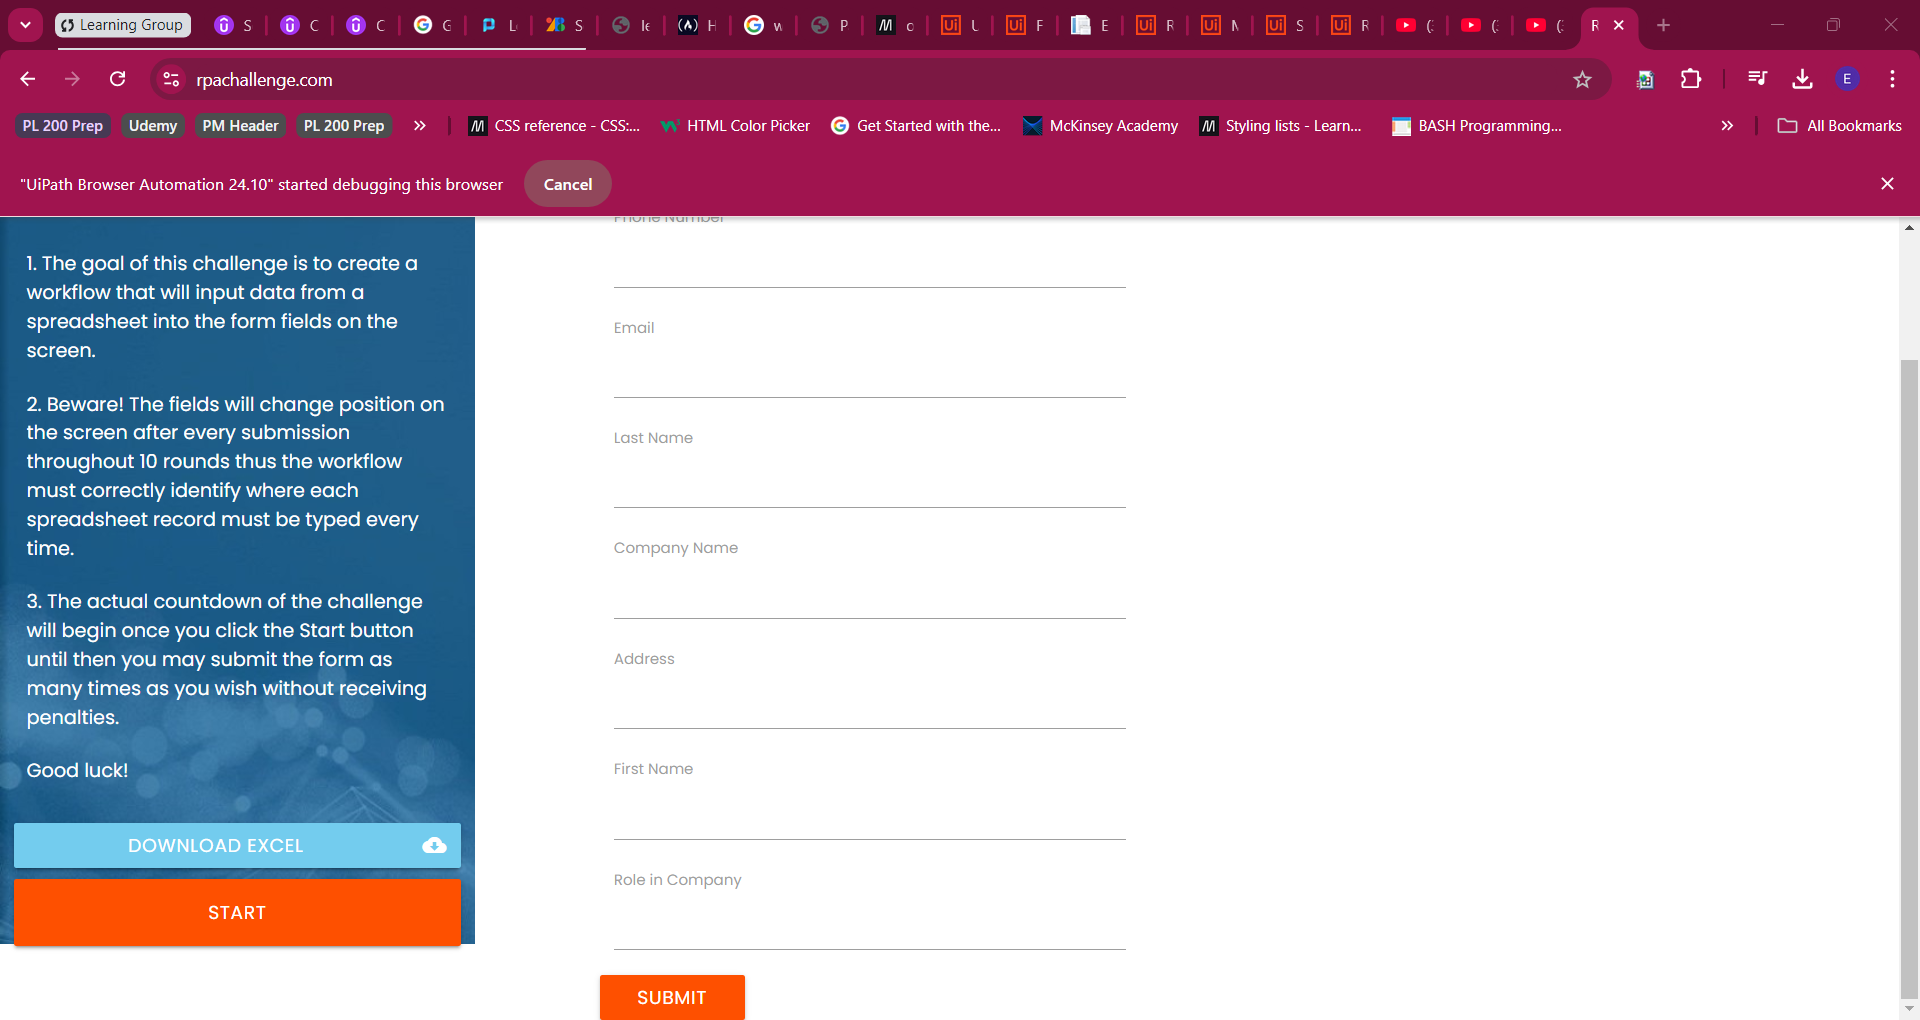 Learning Group
S
C
C
G
L
S
le
H
w
P
c
L
F
E
R
N
S
R
(:
(:
(:
R
rpachallenge.com
E
PL 200 Prep
Udemy
PM Header
PL 200 Prep
CSS reference - CSS:...
HTML Color Picker
Get Started with the...
McKinsey Academy
Styling lists - Learn...
BASH Programming...
All Bookmarks
"UiPath Browser Automation 24.10" started debugging this browser
Cancel
1. The goal of this challenge is to create a
workflow that will input data from a
spreadsheet into the form fields on the
screen.
2. Beware! The fields will change position on
the screen after every submission
throughout 10 rounds thus the workflow
must correctly identify where each
spreadsheet record must be typed every
time.
3. The actual countdown of the challenge
will begin once you click the Start button
until then you may submit the form as
many times as you wish without receiving
penalties.
Good luck!
DOWNLOAD EXCEL
START
Phone Number
Email
Last Name
Company Name
Address
First Name
Role in Company
SUBMIT